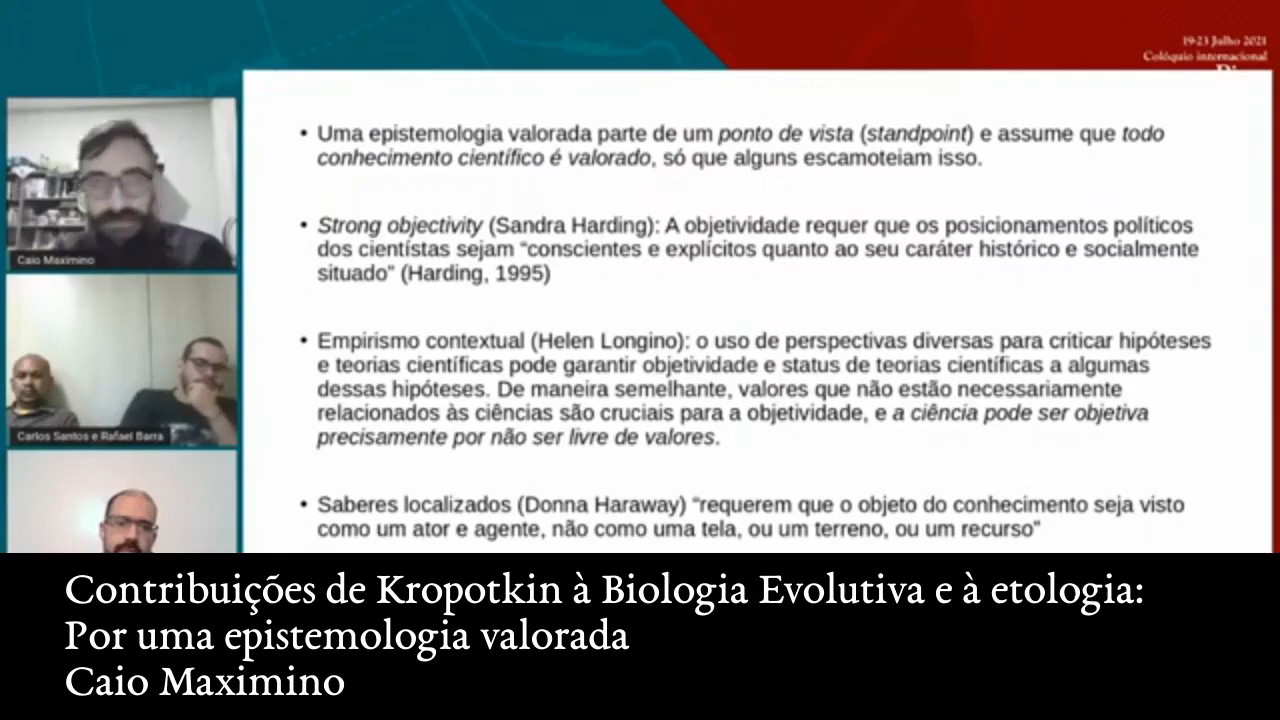 19-23 Julho 2021
Colóquio internacional
• Uma epistemologia valorada parte de um ponto de vista (standpoint) e assume que todo
conhecimento científico é valorado, só que alguns escamoteiam isso.
• Strong objectivity (Sandra Harding): A objetividade requer que os posicionamentos políticos
dos cientístas sejam “conscientes e explícitos quanto ao seu caráter histórico e socialmente
situado” (Harding, 1995)
• Empirismo contextual (Helen Longino): o uso de perspectivas diversas para criticar hipóteses
e teorias científicas pode garantir objetividade e status de teorias científicas a algumas
dessas hipóteses. De maneira semelhante, valores que não estão necessariamente
relacionados às ciências são cruciais para a objetividade, e a ciência pode ser objetiva
precisamente por não ser livre de valores.
• Saberes localizados (Donna Haraway) “requerem que o objeto do conhecimento seja visto
como um ator e agente, não como uma tela, ou um terreno, ou um recurso”
Caio Maximino
Carlos Santos e Rafael Barra
Contribuições de Kropotkin à Biologia Evolutiva e à etologia:
Por uma epistemologia valorada
Caio Maximino